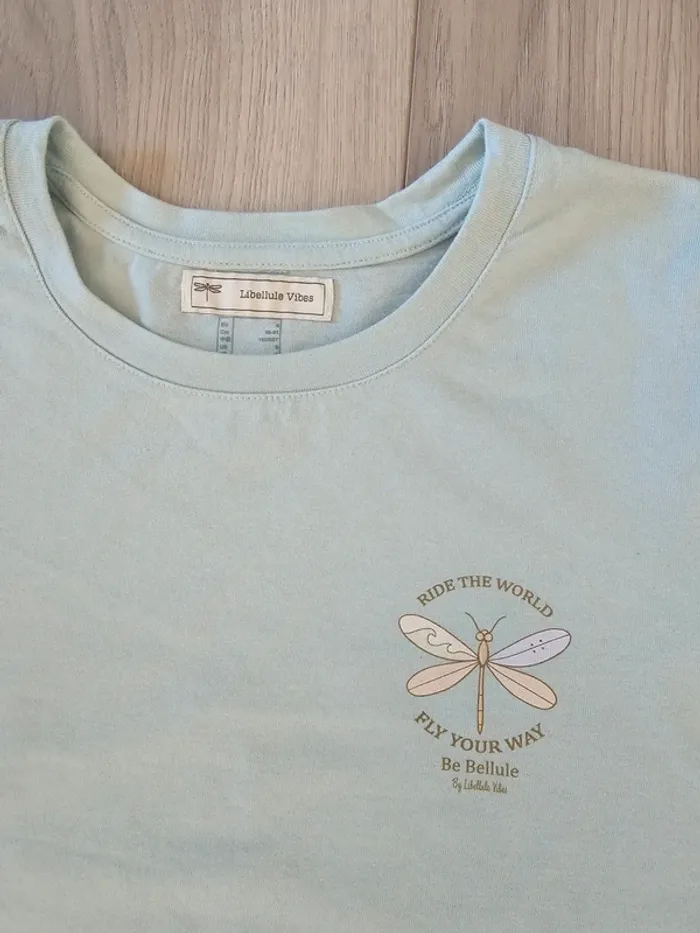 Libellule Vibes
RIDE THE WORLD
FLY YOUR WAY
Be Bellule
By Libellule Vibes